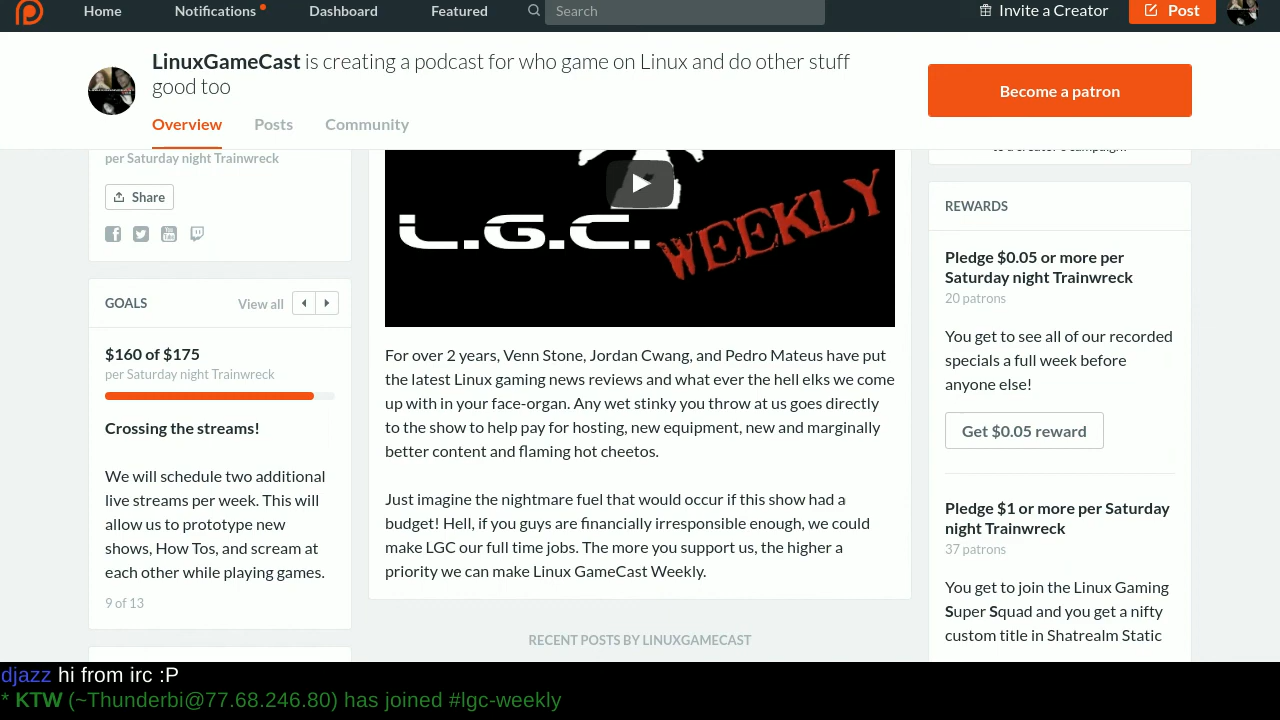 Home
Notifications
Dashboard
Featured
Search
Invite a Creator
Post
LinuxGameCast is creating a podcast for who game on Linux and do other stuff
good too
Become a patron
Overview
Posts
Community
per Saturday night Trainwreck
Share
GOALS
View all
$160 of $175
per Saturday night Trainwreck
Crossing the streams!
We will schedule two additional
live streams per week. This will
allow us to prototype new
shows, How Tos, and scream at
each other while playing games.
9 of 13
L.G.C. WEEKLY
For over 2 years, Venn Stone, Jordan Cwang, and Pedro Mateus have put
the latest Linux gaming news reviews and what ever the hell elks we come
up with in your face-organ. Any wet stinky you throw at us goes directly
to the show to help pay for hosting, new equipment, new and marginally
better content and flaming hot cheetos.
Just imagine the nightmare fuel that would occur if this show had a
budget! Hell, if you guys are financially irresponsible enough, we could
make LGC our full time jobs. The more you support us, the higher a
priority we can make Linux GameCast Weekly.
RECENT POSTS BY LINUXGAMECAST
to a creator's campaign.
REWARDS
Pledge $0.05 or more per
Saturday night Trainwreck
20 patrons
You get to see all of our recorded
specials a full week before
anyone else!
Get $0.05 reward
Pledge $1 or more per Saturday
night Trainwreck
37 patrons
You get to join the Linux Gaming
Super Squad and you get a nifty
custom title in Shatrealm Static
djazz hi from irc :P
* KTW (~Thunderbi@77.68.246.80) has joined #lgc-weekly